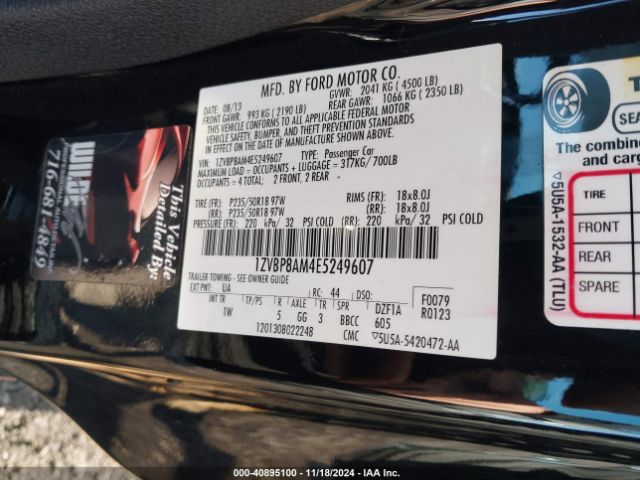 MFD. BY FORD MOTOR CO.
DATE: 08/13 GVWR: 2041 KG (4500 LB)
FRONT GAWR: 993 KG (2190 LB) REAR GAWR: 1066 KG (2350 LB)
THIS VEHICLE CONFORMS TO ALL APPLICABLE FEDERAL MOTOR
VEHICLE SAFETY, BUMPER, AND THEFT PREVENTION STANDARDS
IN EFFECT ON THE DATE OF MANUFACTURE SHOWN ABOVE.
VIN: 1ZVBP8AM4E5249607 TYPE: Passenger Car
MAXIMUM LOAD = OCCUPANTS + LUGGAGE = 317KG / 700LB
OCCUPANTS = 4 TOTAL: 2 FRONT, 2 REAR
TIRES (FR): P235/50R18 97W RIMS (FR): 18x8.0J
(RR): P235/50R18 97W (RR): 18x8.0J
PRESSURE (FR): 220 kPa/ 32 PSI COLD (RR): 220 kPa/ 32 PSI COLD
1ZVBP8AM4E5249607
TRAILER TOWING - SEE OWNER GUIDE
EXT PNT: UA RC: 44 DSO: F0079
INT TR TP/PS R AXLE TR SPR DZF1A R0123
TW 5 GG 3 BBCC 605
1201308022248 CMC ▽5U5A-5420472-AA
716-681-4869
This Vehicle
Detailed By:
SEA
The combine
and carg
▽5U5A-1532-AA (TLU)
TIRE
FRONT
REAR
SPARE
000-40895100 - 11/18/2024 - IAA Inc.